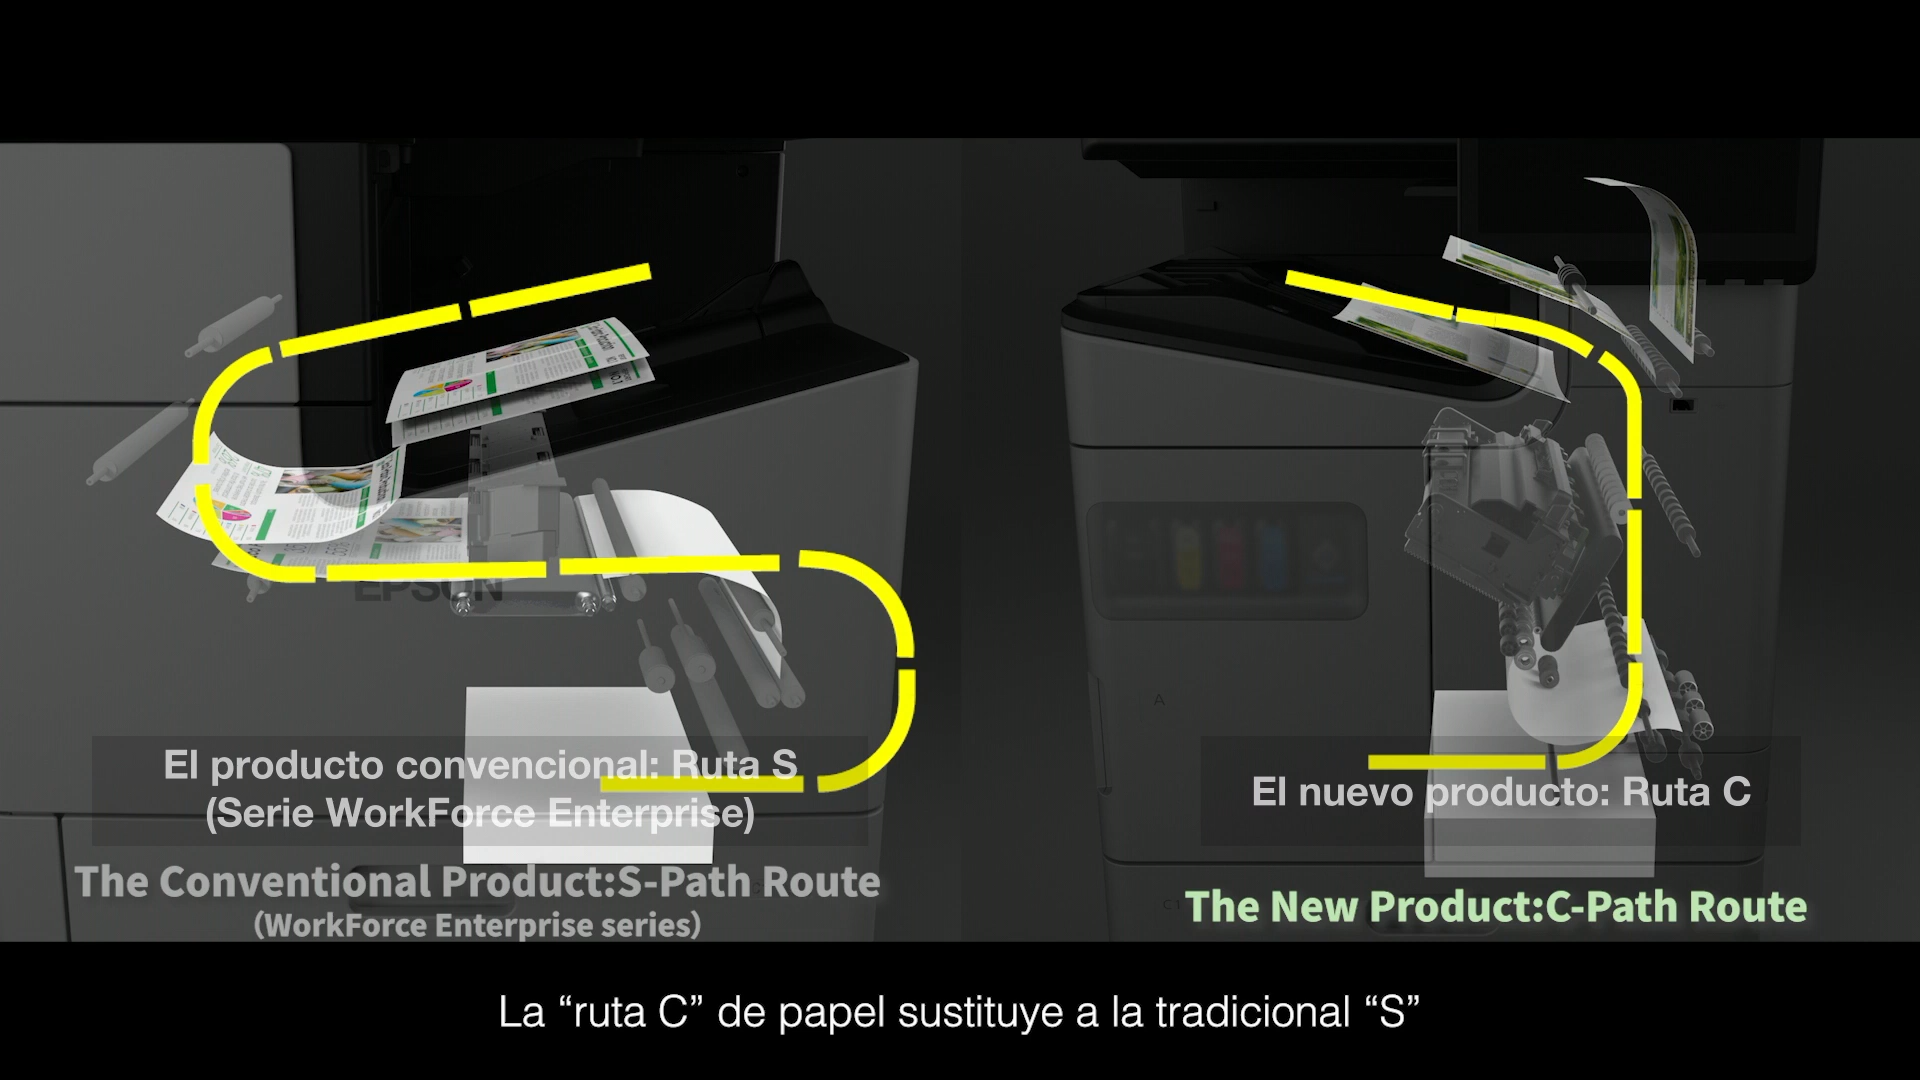 EPSON
El producto convencional: Ruta S
(Serie WorkForce Enterprise)
The Conventional Product:S-Path Route
(WorkForce Enterprise series)
A
El nuevo producto: Ruta C
The New Product:C-Path Route
La “ruta C” de papel sustituye a la tradicional “S”